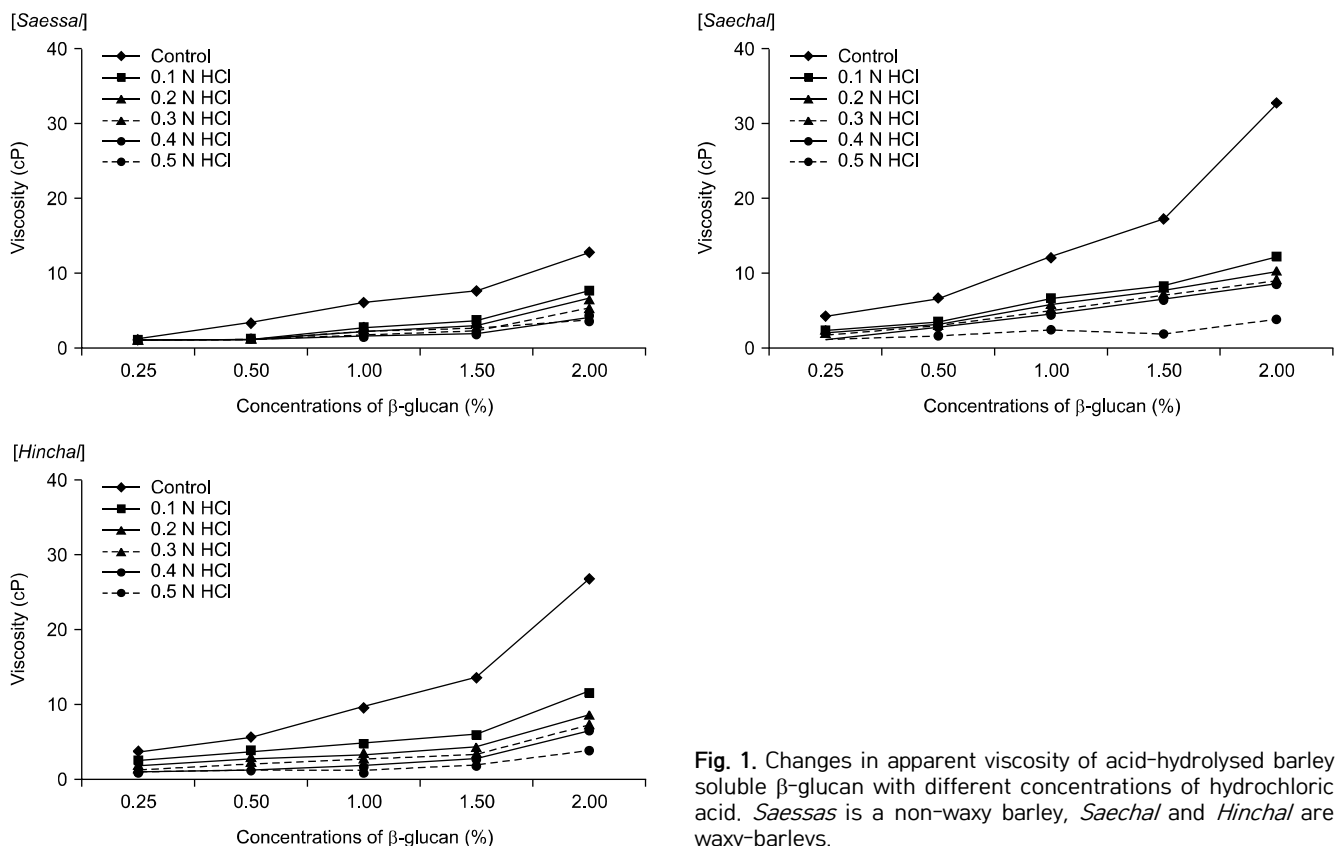 [Saessal]
40
30
20
10
0
Viscosity (cP)
Control
0.1 N HCl
0.2 N HCl
0.3 N HCl
0.4 N HCl
0.5 N HCl
0.25 0.50 1.00 1.50 2.00
Concentrations of β-glucan (%)
[Saechal]
40
30
20
10
0
Viscosity (cP)
Control
0.1 N HCl
0.2 N HCl
0.3 N HCl
0.4 N HCl
0.5 N HCl
0.25 0.50 1.00 1.50 2.00
Concentrations of β-glucan (%)
[Hinchal]
40
30
20
10
0
Viscosity (cP)
Control
0.1 N HCl
0.2 N HCl
0.3 N HCl
0.4 N HCl
0.5 N HCl
0.25 0.50 1.00 1.50 2.00
Concentrations of β-glucan (%)
Fig. 1. Changes in apparent viscosity of acid-hydrolysed barley
soluble β-glucan with different concentrations of hydrochloric
acid. Saessas is a non-waxy barley, Saechal and Hinchal are
waxy-barleys.